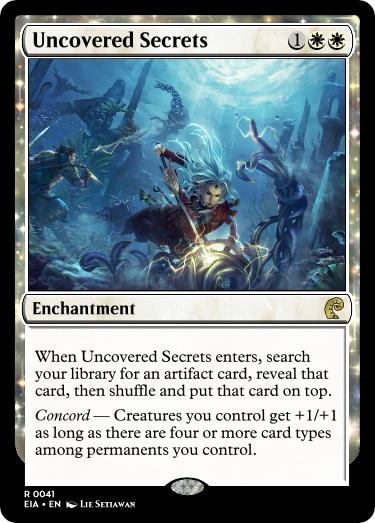 Uncovered Secrets 1
Enchantment
When Uncovered Secrets enters, search
your library for an artifact card, reveal that
card, then shuffle and put that card on top.
Concord — Creatures you control get +1/+1
as long as there are four or more card types
among permanents you control.
R 0041
EIA • EN Lie Setiawan